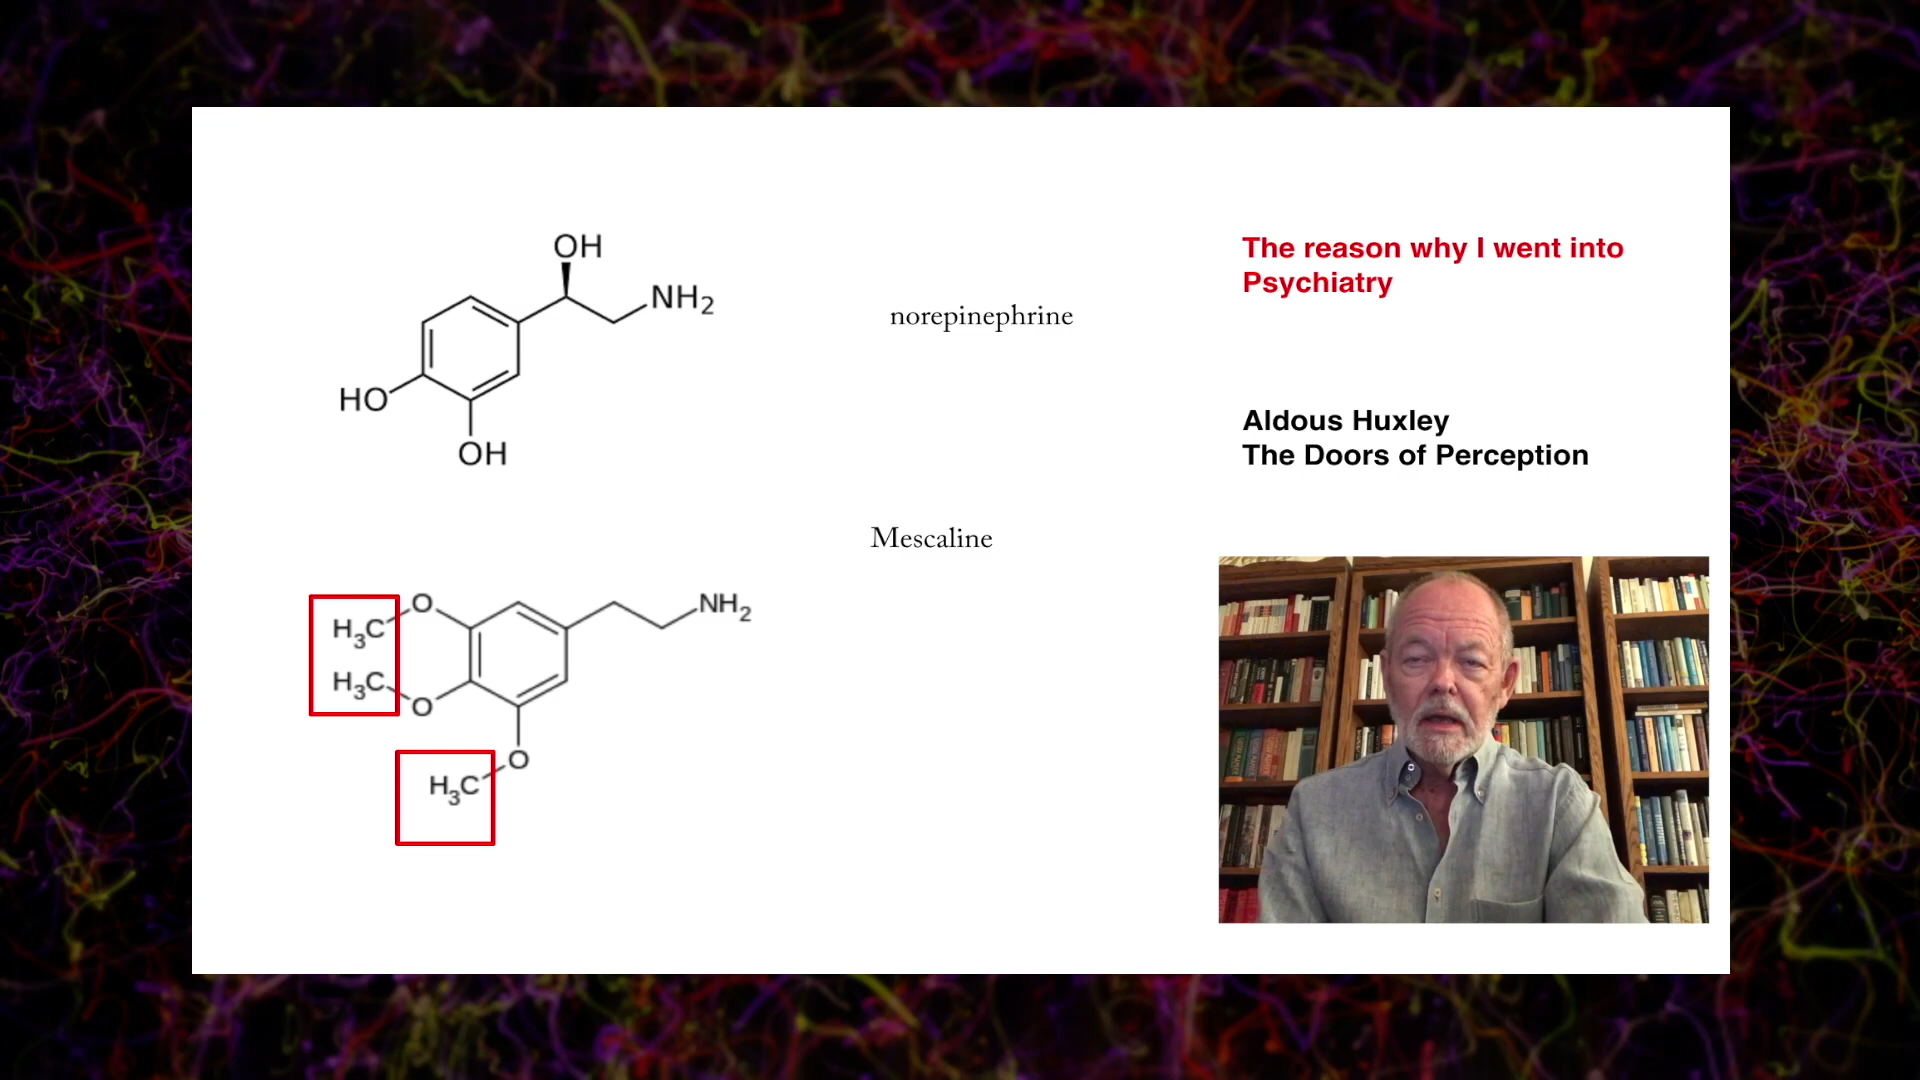 OH
NH2
HO
OH
norepinephrine
The reason why I went into
Psychiatry
Aldous Huxley
The Doors of Perception
Mescaline
O
NH2
H3C
H3C
O
O
H3C